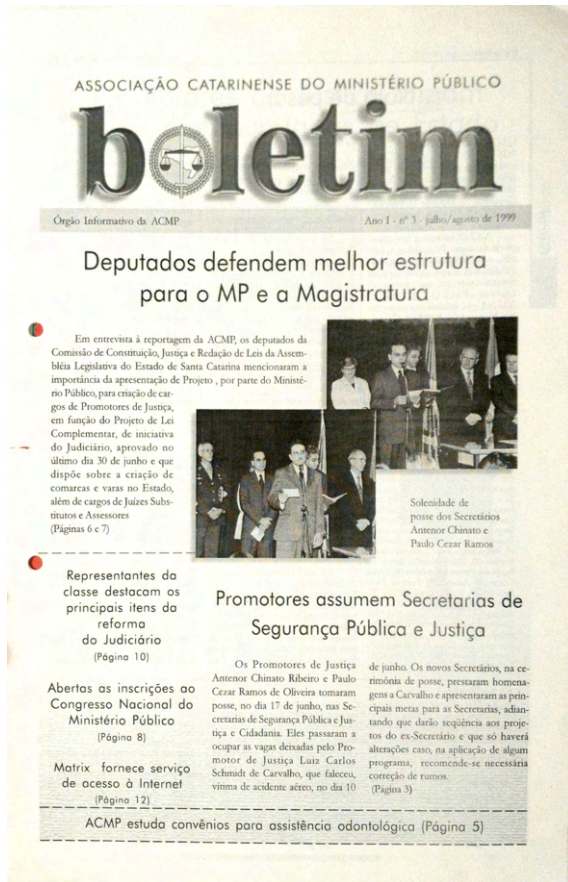 ASSOCIAÇÃO CATARINENSE DO MINISTÉRIO PÚBLICO
boletim
Órgão Informativo da ACMP
Ano I - nº 3 - julho/agosto de 1999
Deputados defendem melhor estrutura
para o MP e a Magistratura
Em entrevista à reportagem da ACMP, os deputados da
Comissão de Constituição, Justiça e Redação de Leis da Assem-
bléia Legislativa do Estado de Santa Catarina mencionaram a
importância da apresentação de Projeto , por parte do Ministé-
rio Público, para criação de car-
gos de Promotores de Justiça,
em função do Projeto de Lei
Complementar, de iniciativa
do Judiciário, aprovado no
último dia 30 de junho e que
dispõe sobre a criação de
comarcas e varas no Estado,
além de cargos de Juízes Subs-
titutos e Assessores
(Páginas 6 e 7)
Solenidade de
posse dos Secretários
Antenor Chinato e
Paulo Cezar Ramos
Representantes da
classe destacam os
principais itens da
reforma
do Judiciário
(Página 10)
Abertas as inscrições ao
Congresso Nacional do
Ministério Público
(Página 8)
Matrix fornece serviço
de acesso à Internet
(Página 12)
Promotores assumem Secretarias de
Segurança Pública e Justiça
Os Promotores de Justiça
Antenor Chinato Ribeiro e Paulo
Cezar Ramos de Oliveira tomaram
posse, no dia 17 de junho, nas Se-
cretarias de Segurança Pública e Jus-
tiça e Cidadania. Eles passaram a
ocupar as vagas deixadas pelo Pro-
motor de Justiça Luiz Carlos
Schmidt de Carvalho, que faleceu,
vítima de acidente aéreo, no dia 10
de junho. Os novos Secretários, na ce-
rimônia de posse, prestaram homena-
gens a Carvalho e apresentaram as prin-
cipais metas para as Secretarias, adian-
tando que darão seqüência aos proje-
tos do ex-Secretário e que só haverá
alterações caso, na aplicação de algum
programa, recomende-se necessária
correção de rumos.
(Página 3)
ACMP estuda convênios para assistência odontológica (Página 5)